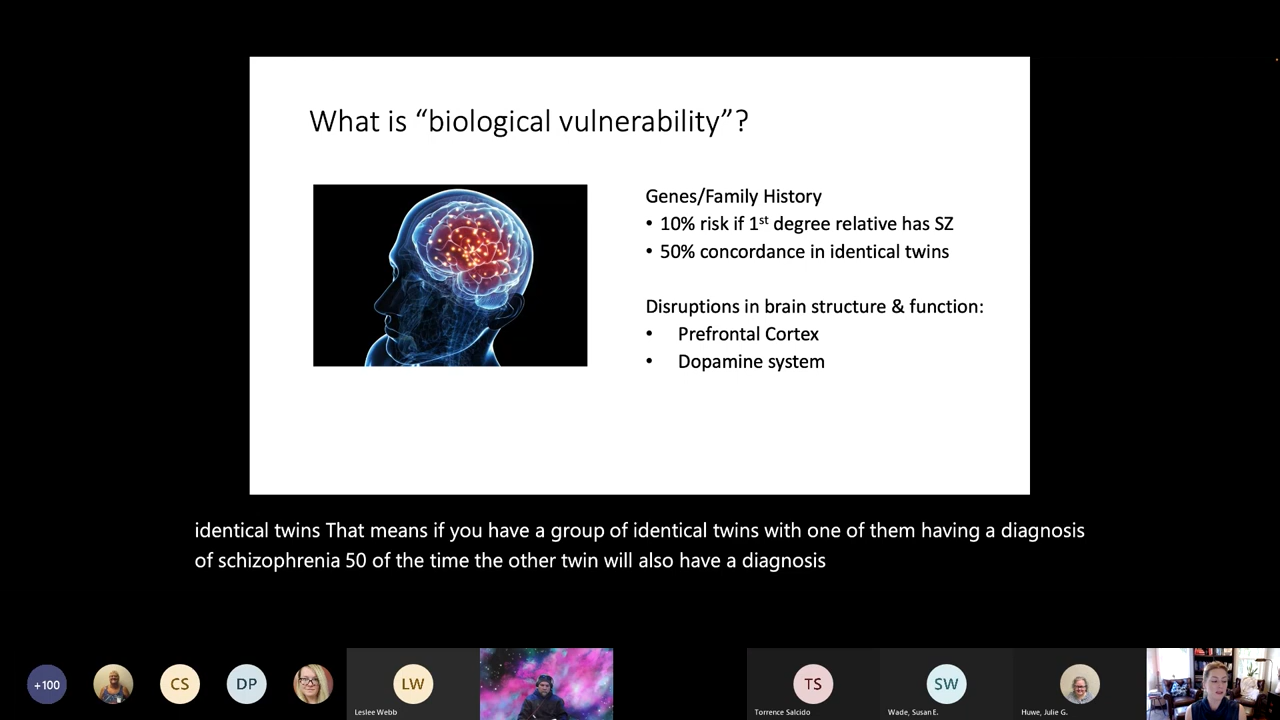 What is “biological vulnerability”?
Genes/Family History
• 10% risk if 1st degree relative has SZ
• 50% concordance in identical twins
Disruptions in brain structure & function:
• Prefrontal Cortex
• Dopamine system
identical twins That means if you have a group of identical twins with one of them having a diagnosis
of schizophrenia 50 of the time the other twin will also have a diagnosis
+100
CS
DP
LW
Leslee Webb
TS
Torrence Salcido
SW
Wade, Susan E.
Huwe, Julie G.